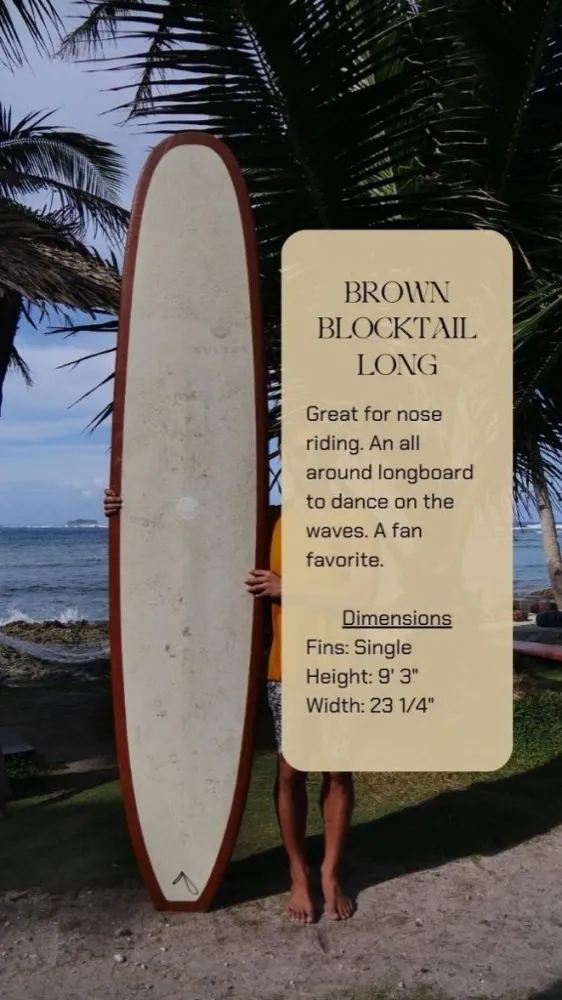 BROWN
BLOCKTAIL
LONG
Great for nose
riding. An all
around longboard
to dance on the
waves. A fan
favorite.
Dimensions
Fins: Single
Height: 9' 3"
Width: 23 1/4"